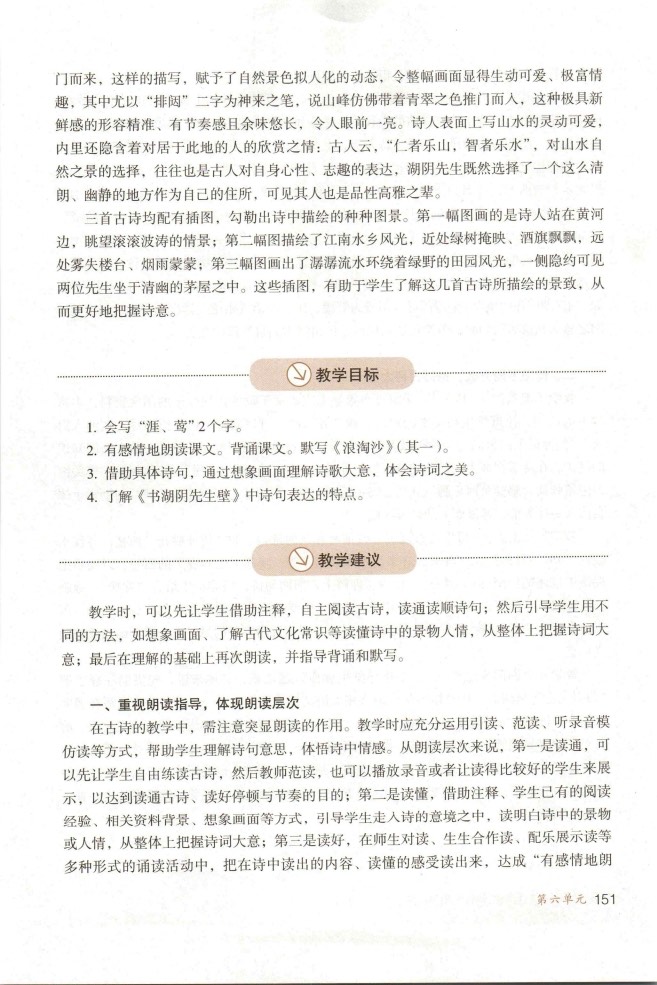 门而来，这样的描写，赋予了自然景色拟人化的动态，令整幅画面显得生动可爱、极富情
趣，其中尤以“排闼”二字为神来之笔，说山峰仿佛带着青翠之色推门而入，这种极具新
鲜感的形容精准、有节奏感且余味悠长，令人眼前一亮。诗人表面上写山水的灵动可爱，
内里还隐含着对居于此地的人的欣赏之情：古人云，“仁者乐山，智者乐水”，对山水自
然之景的选择，往往也是古人对自身心性、志趣的表达，湖阴先生既然选择了一个这么清
朗、幽静的地方作为自己的住所，可见其人也是品性高雅之辈。
三首古诗均配有插图，勾勒出诗中描绘的种种图景。第一幅图画的是诗人站在黄河
边，眺望滚滚波涛的情景；第二幅图描绘了江南水乡风光，近处绿树掩映、酒旗飘飘，远
处雾失楼台、烟雨蒙蒙；第三幅图画出了潺潺流水环绕着绿野的田园风光，一侧隐约可见
两位先生坐于清幽的茅屋之中。这些插图，有助于学生了解这几首古诗所描绘的景致，从
而更好地把握诗意。
教学目标
1. 会写“涯、莺”2个字。
2. 有感情地朗读课文。背诵课文。默写《浪淘沙》（其一）。
3. 借助具体诗句，通过想象画面理解诗歌大意，体会诗词之美。
4. 了解《书湖阴先生壁》中诗句表达的特点。
教学建议
教学时，可以先让学生借助注释，自主阅读古诗，读通读顺诗句；然后引导学生用不
同的方法，如想象画面、了解古代文化常识等读懂诗中的景物人情，从整体上把握诗词大
意；最后在理解的基础上再次朗读，并指导背诵和默写。
一、重视朗读指导，体现朗读层次
在古诗的教学中，需注意突显朗读的作用。教学时应充分运用引读、范读、听录音模
仿读等方式，帮助学生理解诗句意思，体悟诗中情感。从朗读层次来说，第一是读通，可
以先让学生自由练读古诗，然后教师范读，也可以播放录音或者让读得比较好的学生来展
示，以达到读通古诗、读好停顿与节奏的目的；第二是读懂，借助注释、学生已有的阅读
经验、相关资料背景、想象画面等方式，引导学生走入诗的意境之中，读明白诗中的景物
或人情，从整体上把握诗词大意；第三是读好，在师生对读、生生合作读、配乐展示读等
多种形式的诵读活动中，把在诗中读出的内容、读懂的感受读出来，达成“有感情地朗
第六单元 151